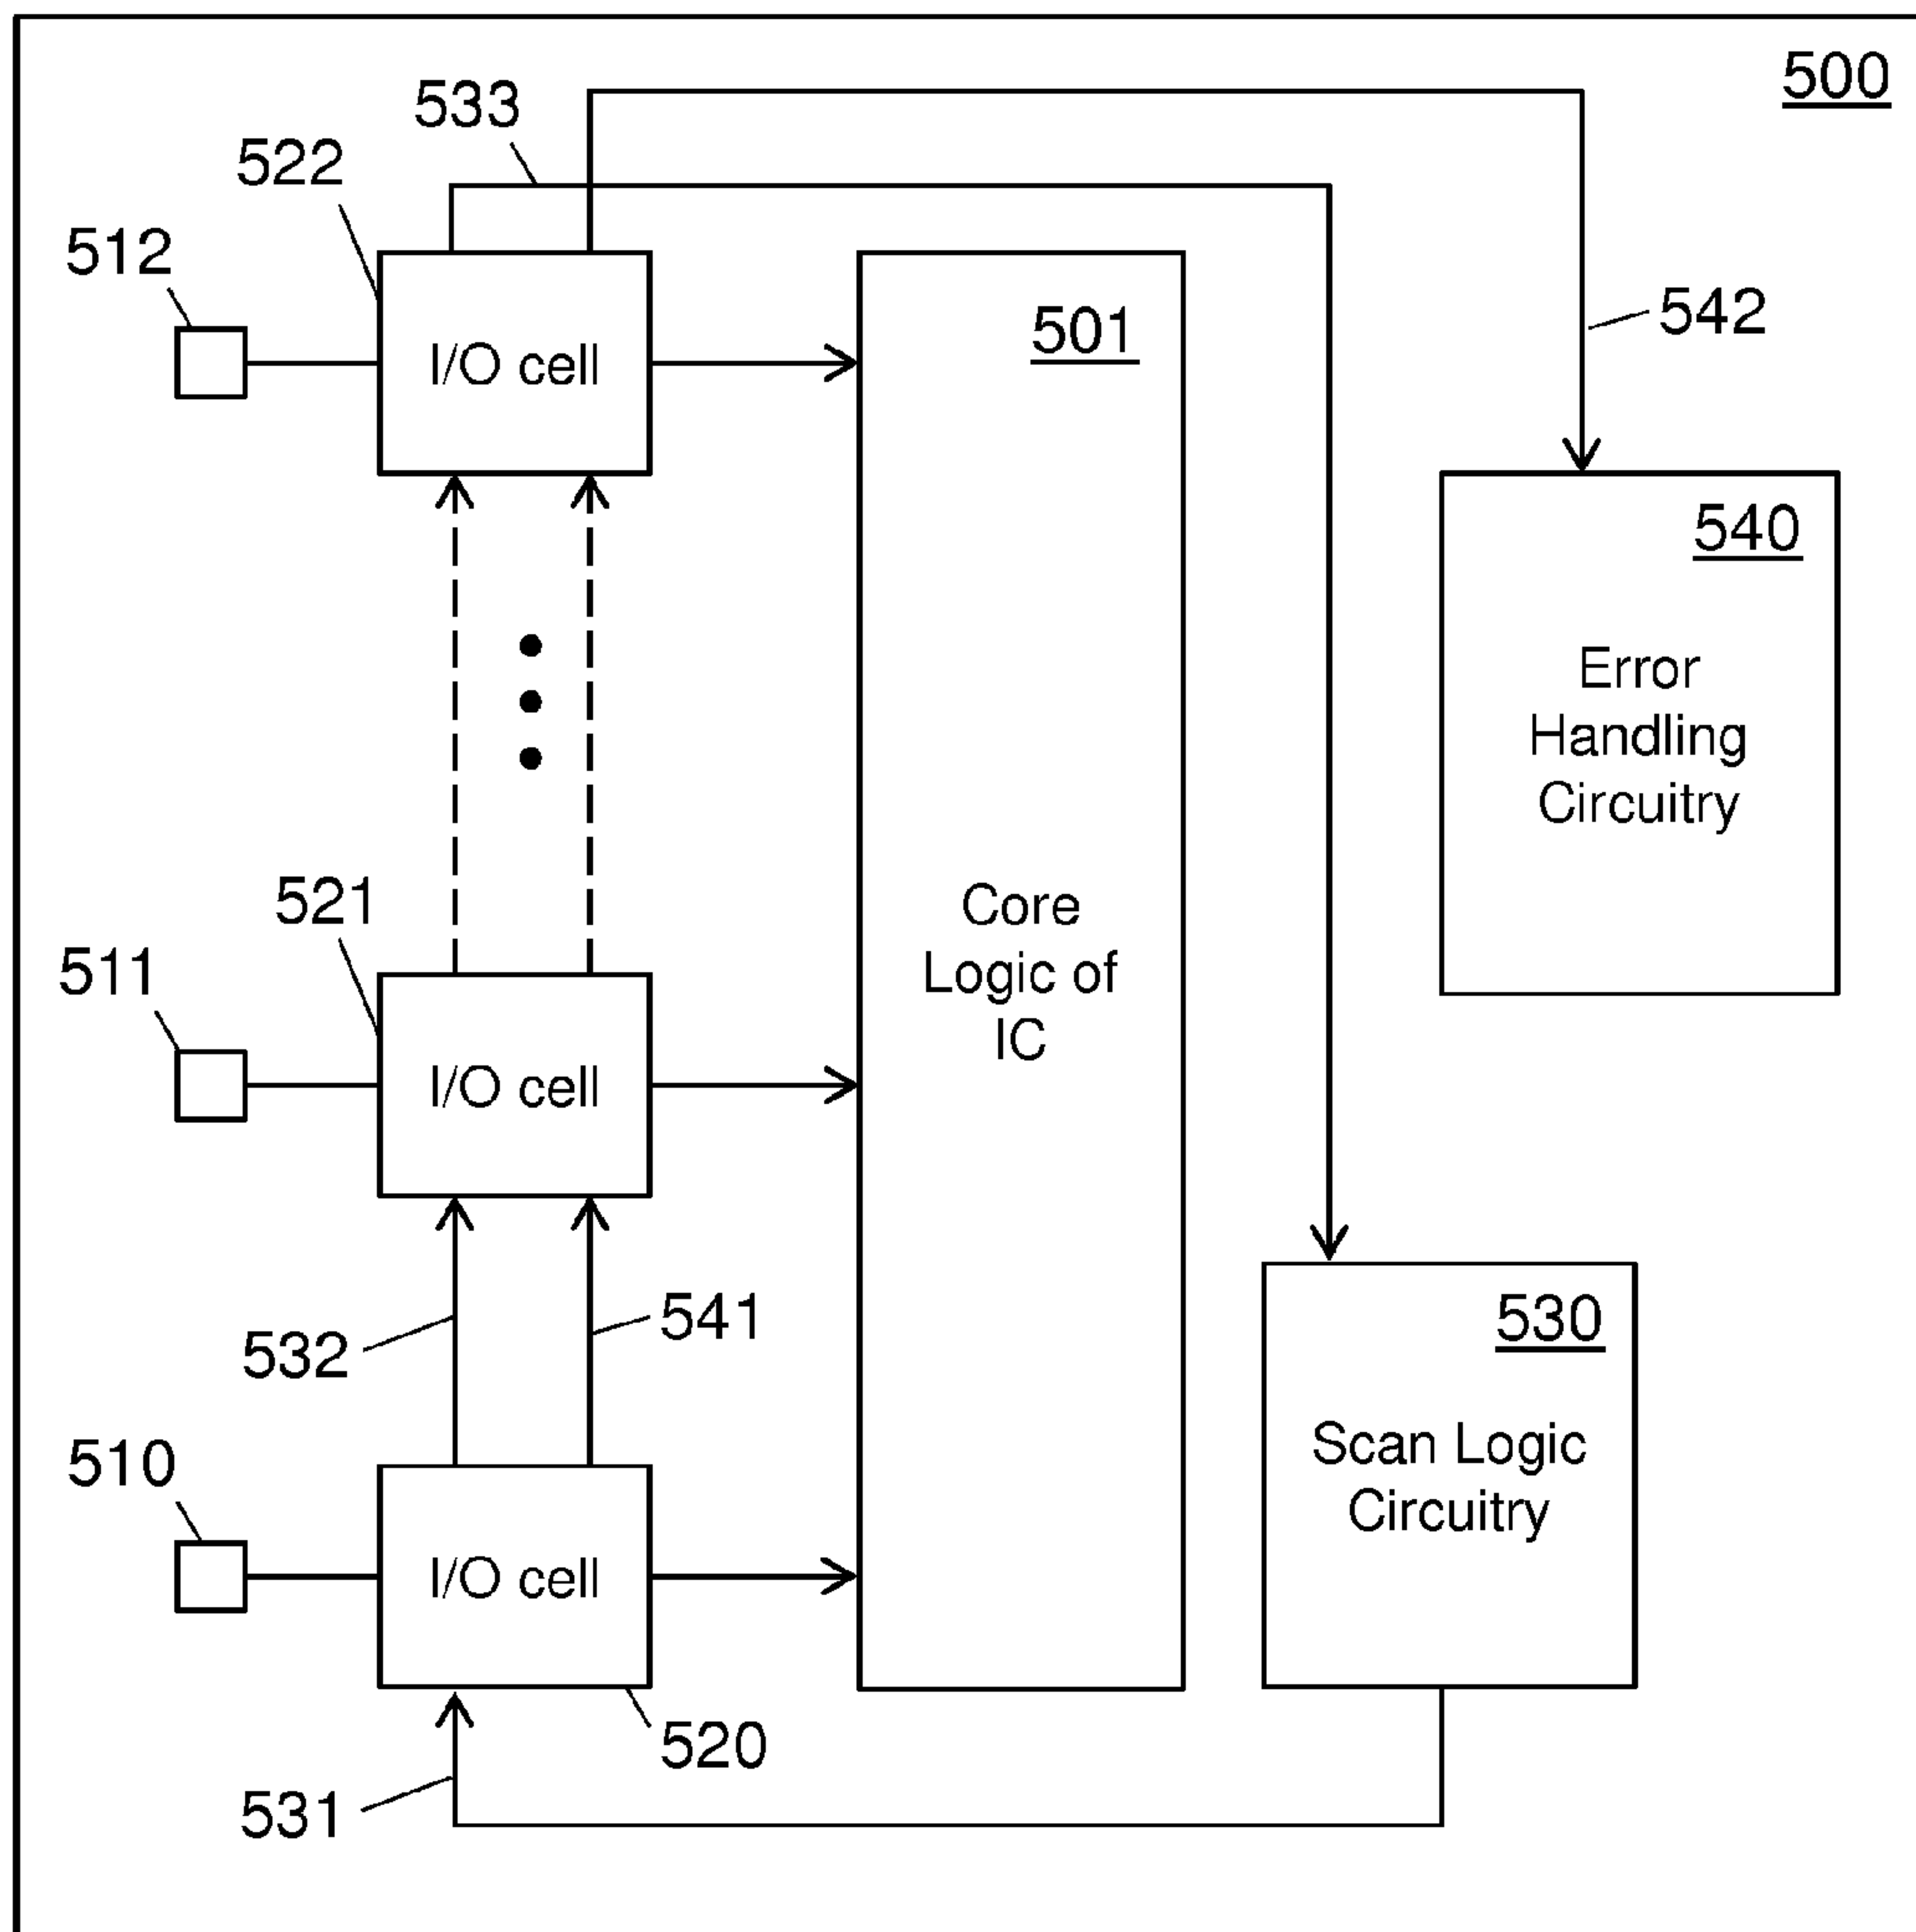 500
533
522
512
I/O cell
501
542
540
Error
Handling
Circuitry
521
511
I/O cell
Core
Logic of
IC
532
541
530
Scan Logic
Circuitry
510
I/O cell
520
531